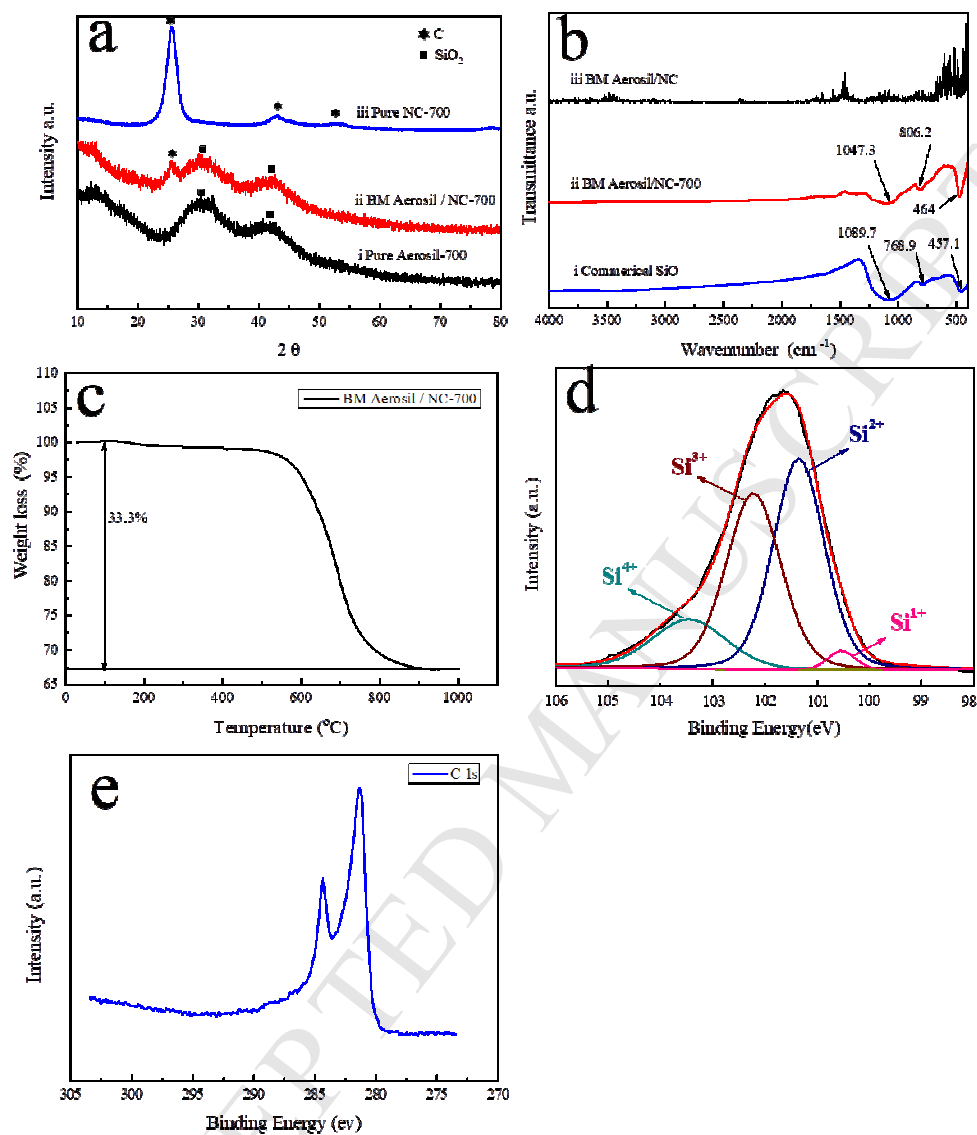 a
C
SiO2
iii Pure NC-700
ii BM Aerosil / NC-700
i Pure Aerosil-700
Intensity a.u.
10 20 30 40 50 60 70 80
2 θ
b
iii BM Aerosil/NC
806.2
1047.3
ii BM Aerosil/NC-700
464
1089.7
768.9
457.1
i Commerical SiO
Transmittance a.u.
4000 3500 3000 2500 2000 1500 1000 500
Wavenumber (cm-1)
c
BM Aerosil / NC-700
110
105
100
95
90
85
80
75
70
65
33.3%
Weight loss (%)
0 200 400 600 800 1000
Temperature (oC)
d
Si2+
Si3+
Si4+
Si1+
Intensity (a.u.)
106 105 104 103 102 101 100 99 98
Binding Energy(eV)
e
C 1s
Intensity (a.u.)
305 300 295 290 285 280 275 270
Binding Energy (ev)
EPTED MANUSCRIPT